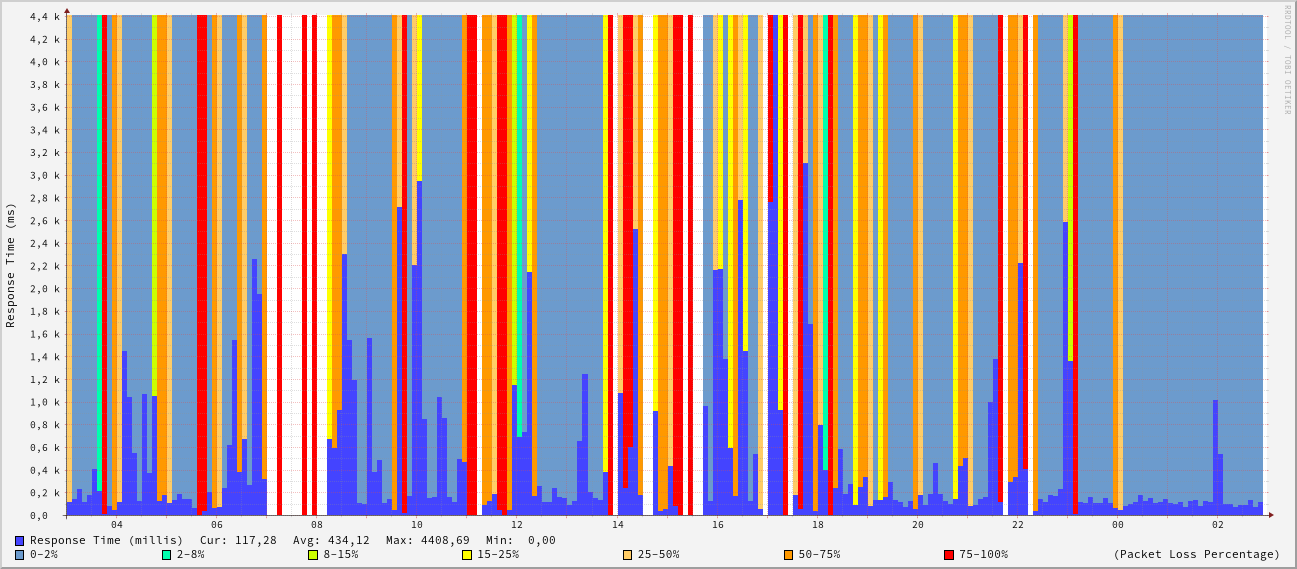 4,4 k
4,2 k
4,0 k
3,8 k
3,6 k
3,4 k
3,2 k
3,0 k
2,8 k
2,6 k
2,4 k
2,2 k
2,0 k
1,8 k
1,6 k
1,4 k
1,2 k
1,0 k
0,8 k
0,6 k
0,4 k
0,2 k
0,0
Response Time (ms)
RRDTOOL / TOBI OETIKER
04 06 08 10 12 14 16 18 20 22 00 02
Response Time (millis) Cur: 117,28 Avg: 434,12 Max: 4408,69 Min: 0,00
0-2% 2-8% 8-15% 15-25% 25-50% 50-75% 75-100% (Packet Loss Percentage)